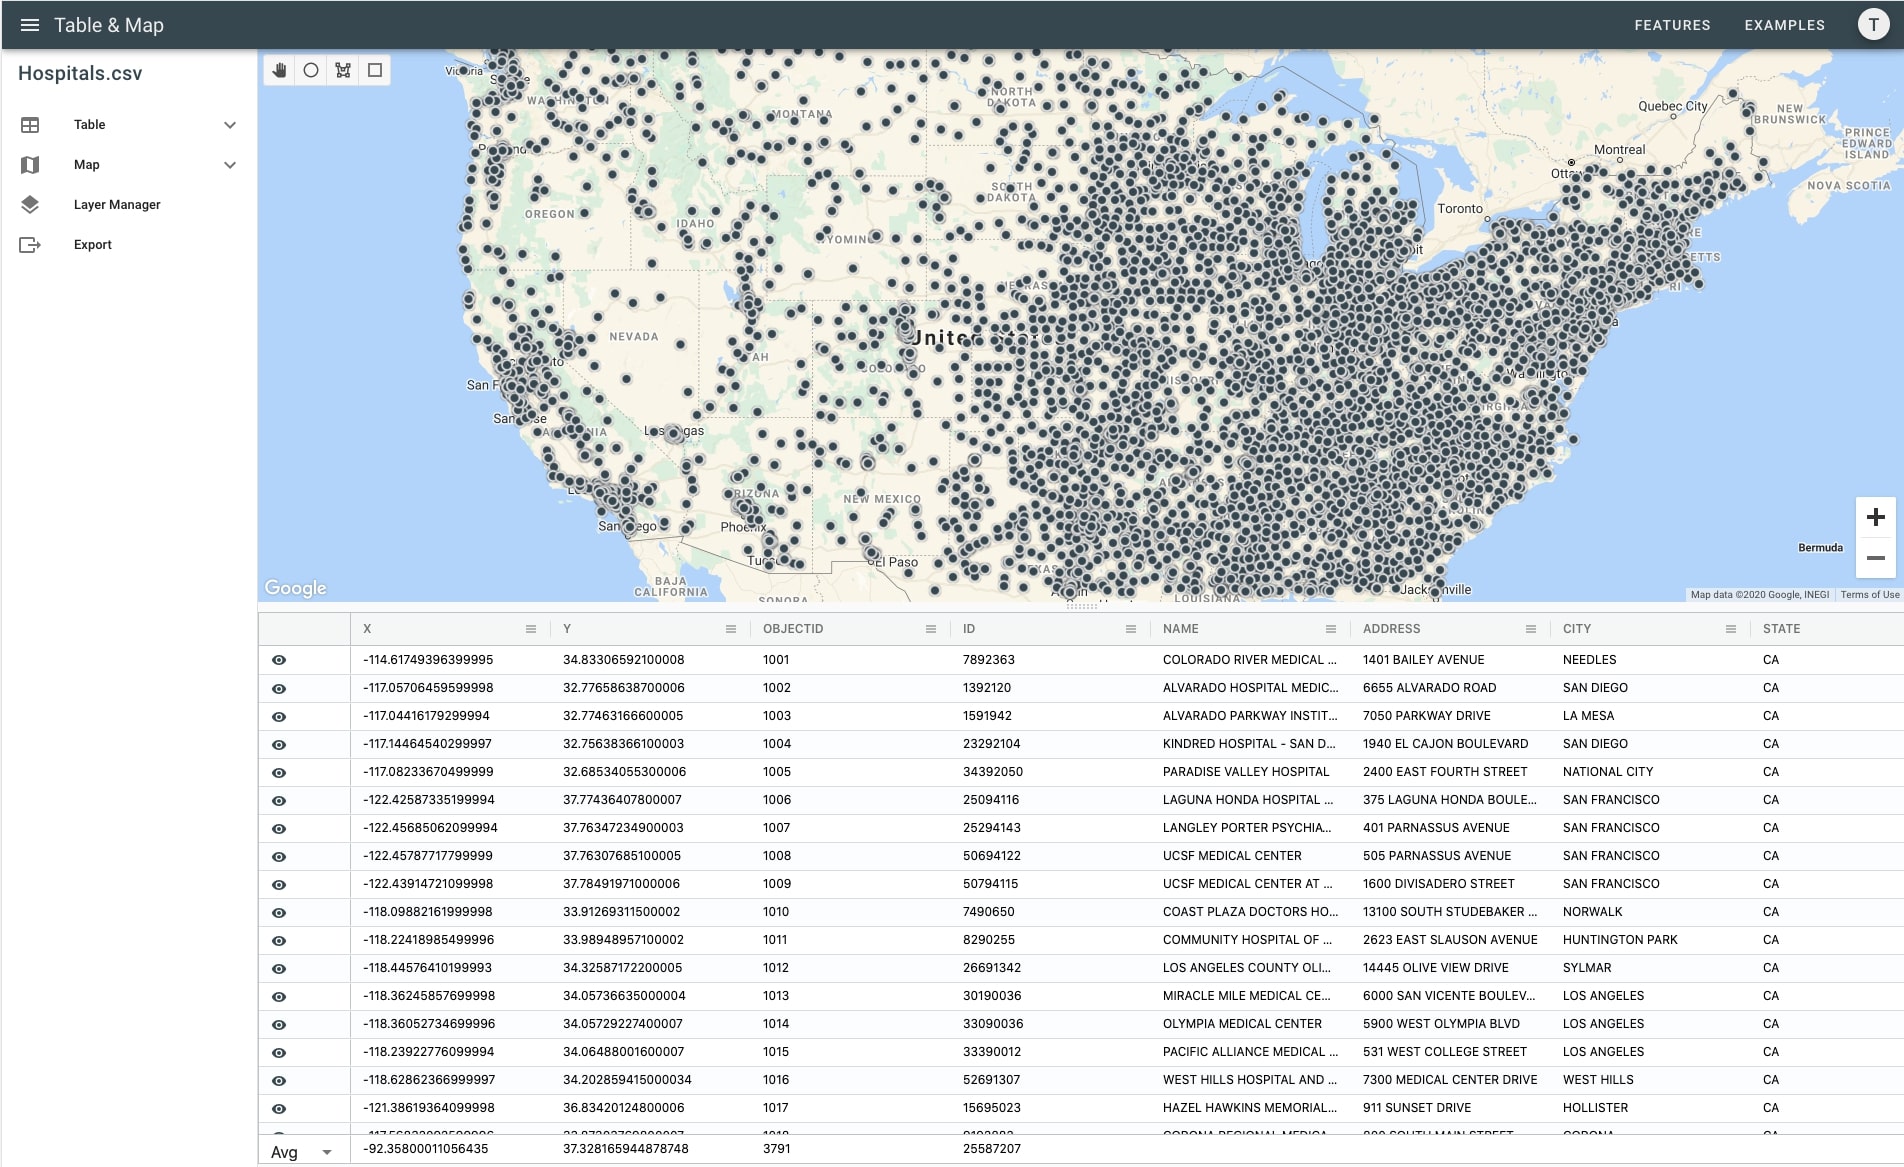 Table & Map
FEATURES
EXAMPLES
T
Hospitals.csv
Table
Map
Layer Manager
Export
Victoria
WASHINGTON
MONTANA
NORTH
DAKOTA
Quebec City
NEW
BRUNSWICK
PRINCE
EDWARD
ISLAND
Montreal
NOVA SCOTIA
SOUTH
DAKOTA
Toronto
OREGON
IDAHO
NEVADA
United States
San Jose
Las Vegas
ARIZONA
NEW MEXICO
San Diego
Phoenix
El Paso
BAJA
CALIFORNIA
SONORA
LOUISIANA
Jacksonville
Bermuda
Google
Map data ©2020 Google, INEGI
Terms of Use
X Y OBJECTID ID NAME ADDRESS CITY STATE
-114.61749396399995 34.83306592100008 1001 7892363 COLORADO RIVER MEDICAL ... 1401 BAILEY AVENUE NEEDLES CA
-117.05706459599998 32.77658638700006 1002 1392120 ALVARADO HOSPITAL MEDIC... 6655 ALVARADO ROAD SAN DIEGO CA
-117.04416179299994 32.77463166600005 1003 1591942 ALVARADO PARKWAY INSTIT... 7050 PARKWAY DRIVE LA MESA CA
-117.14464540299997 32.75638366100003 1004 23292104 KINDRED HOSPITAL - SAN D... 1940 EL CAJON BOULEVARD SAN DIEGO CA
-117.08233670499999 32.68534055300006 1005 34392050 PARADISE VALLEY HOSPITAL 2400 EAST FOURTH STREET NATIONAL CITY CA
-122.42587335199994 37.77436407800007 1006 25094116 LAGUNA HONDA HOSPITAL ... 375 LAGUNA HONDA BOULE... SAN FRANCISCO CA
-122.45685062099994 37.76347234900003 1007 25294143 LANGLEY PORTER PSYCHIA... 401 PARNASSUS AVENUE SAN FRANCISCO CA
-122.45787717799999 37.76307685100005 1008 50694122 UCSF MEDICAL CENTER 505 PARNASSUS AVENUE SAN FRANCISCO CA
-122.43914721099998 37.78491971000006 1009 50794115 UCSF MEDICAL CENTER AT ... 1600 DIVISADERO STREET SAN FRANCISCO CA
-118.09882161999998 33.91269311500002 1010 7490650 COAST PLAZA DOCTORS HO... 13100 SOUTH STUDEBAKER ... NORWALK CA
-118.22418985499996 33.98948957100002 1011 8290255 COMMUNITY HOSPITAL OF ... 2623 EAST SLAUSON AVENUE HUNTINGTON PARK CA
-118.44576410199993 34.32587172200005 1012 26691342 LOS ANGELES COUNTY OLI... 14445 OLIVE VIEW DRIVE SYLMAR CA
-118.36245857699998 34.05736635000004 1013 30190036 MIRACLE MILE MEDICAL CE... 6000 SAN VICENTE BOULEV... LOS ANGELES CA
-118.36052734699996 34.05729227400007 1014 33090036 OLYMPIA MEDICAL CENTER 5900 WEST OLYMPIA BLVD LOS ANGELES CA
-118.23922776099994 34.06488001600007 1015 33390012 PACIFIC ALLIANCE MEDICAL ... 531 WEST COLLEGE STREET LOS ANGELES CA
-118.62862366999997 34.202859415000034 1016 52691307 WEST HILLS HOSPITAL AND ... 7300 MEDICAL CENTER DRIVE WEST HILLS CA
-121.38619364099998 36.83420124800006 1017 15695023 HAZEL HAWKINS MEMORIAL... 911 SUNSET DRIVE HOLLISTER CA
Avg -92.35800011056435 37.328165944878748 3791 25587207